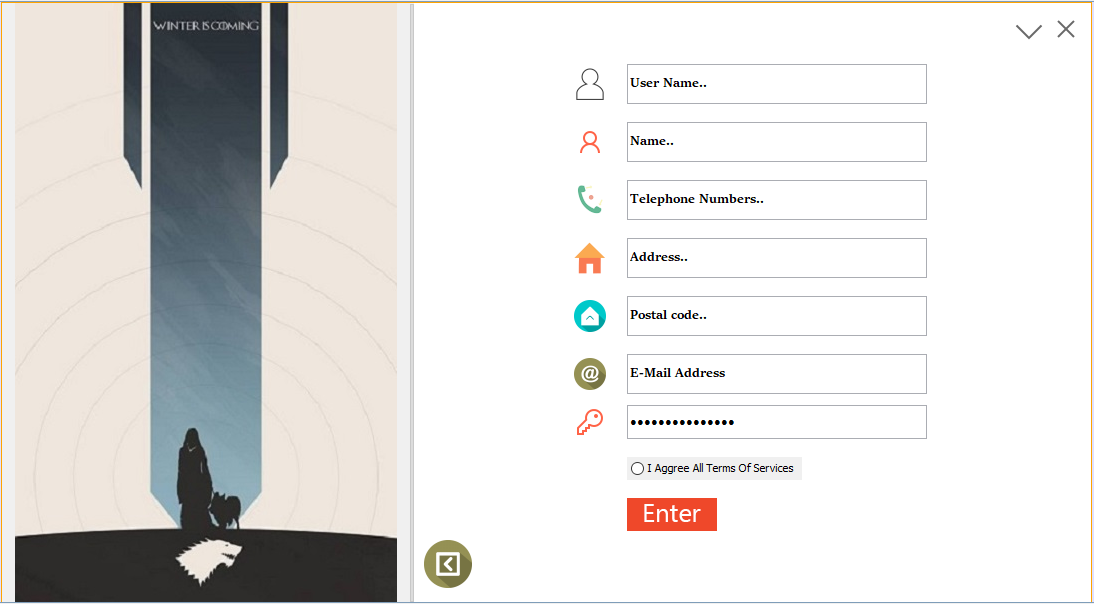 WINTER IS COMING
User Name..
Name..
Telephone Numbers..
Address..
Postal code..
@
E-Mail Address
•••••••••••••••
I Aggree All Terms Of Services
Enter